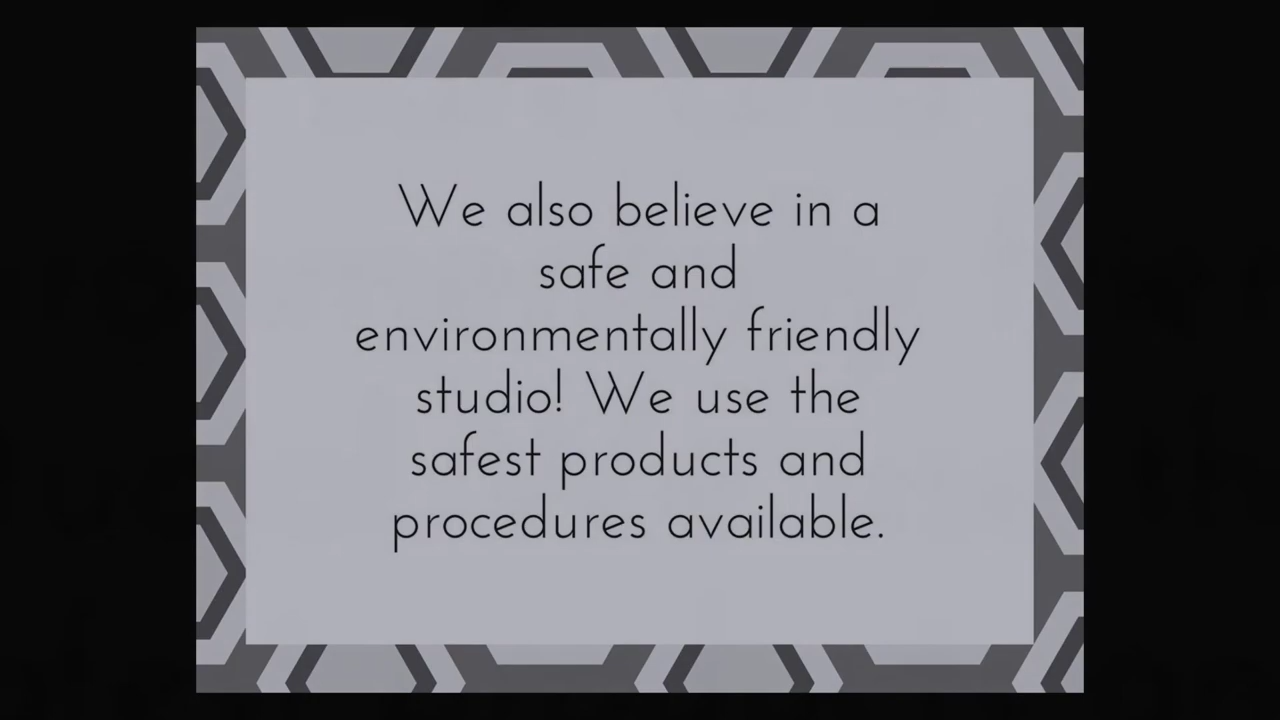 We also believe in a
safe and
environmentally friendly
studio! We use the
safest products and
procedures available.